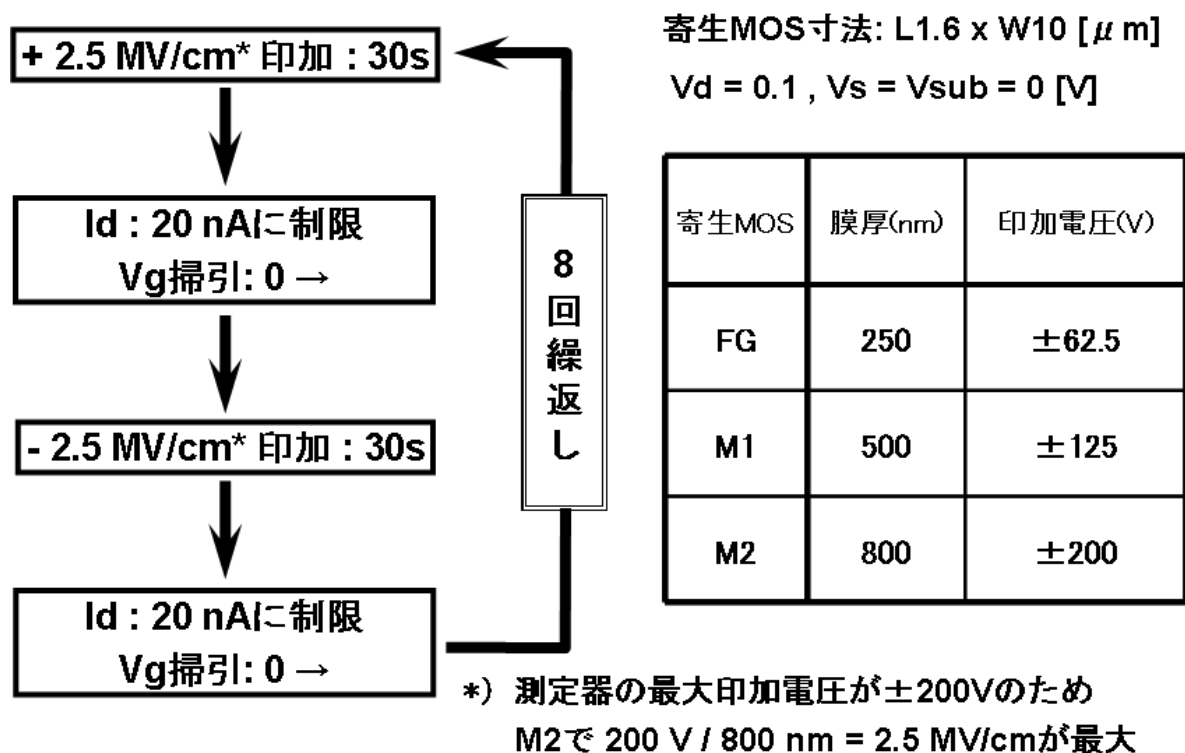 + 2.5 MV/cm* 印加 : 30s
Id : 20 nAに制限
Vg掃引: 0 →
- 2.5 MV/cm* 印加 : 30s
Id : 20 nAに制限
Vg掃引: 0 →
8回繰返し
寄生MOS寸法: L1.6 x W10 [μm]
Vd = 0.1 , Vs = Vsub = 0 [V]
寄生MOS 膜厚(nm) 印加電圧(V)
FG 250 ±62.5
M1 500 ±125
M2 800 ±200
*) 測定器の最大印加電圧が±200Vのため
M2で 200 V / 800 nm = 2.5 MV/cmが最大